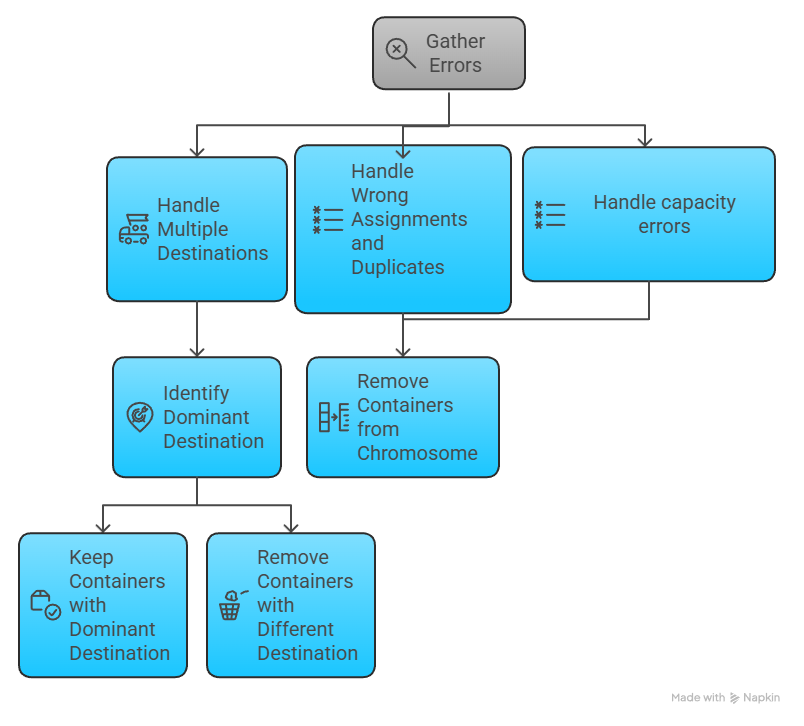 Gather
Errors
Handle
Multiple
Destinations
Handle
Wrong
Assignments
and
Duplicates
Handle capacity
errors
Identify
Dominant
Destination
Remove
Containers
from
Chromosome
Keep
Containers
with
Dominant
Destination
Remove
Containers
with
Different
Destination
Made with Napkin